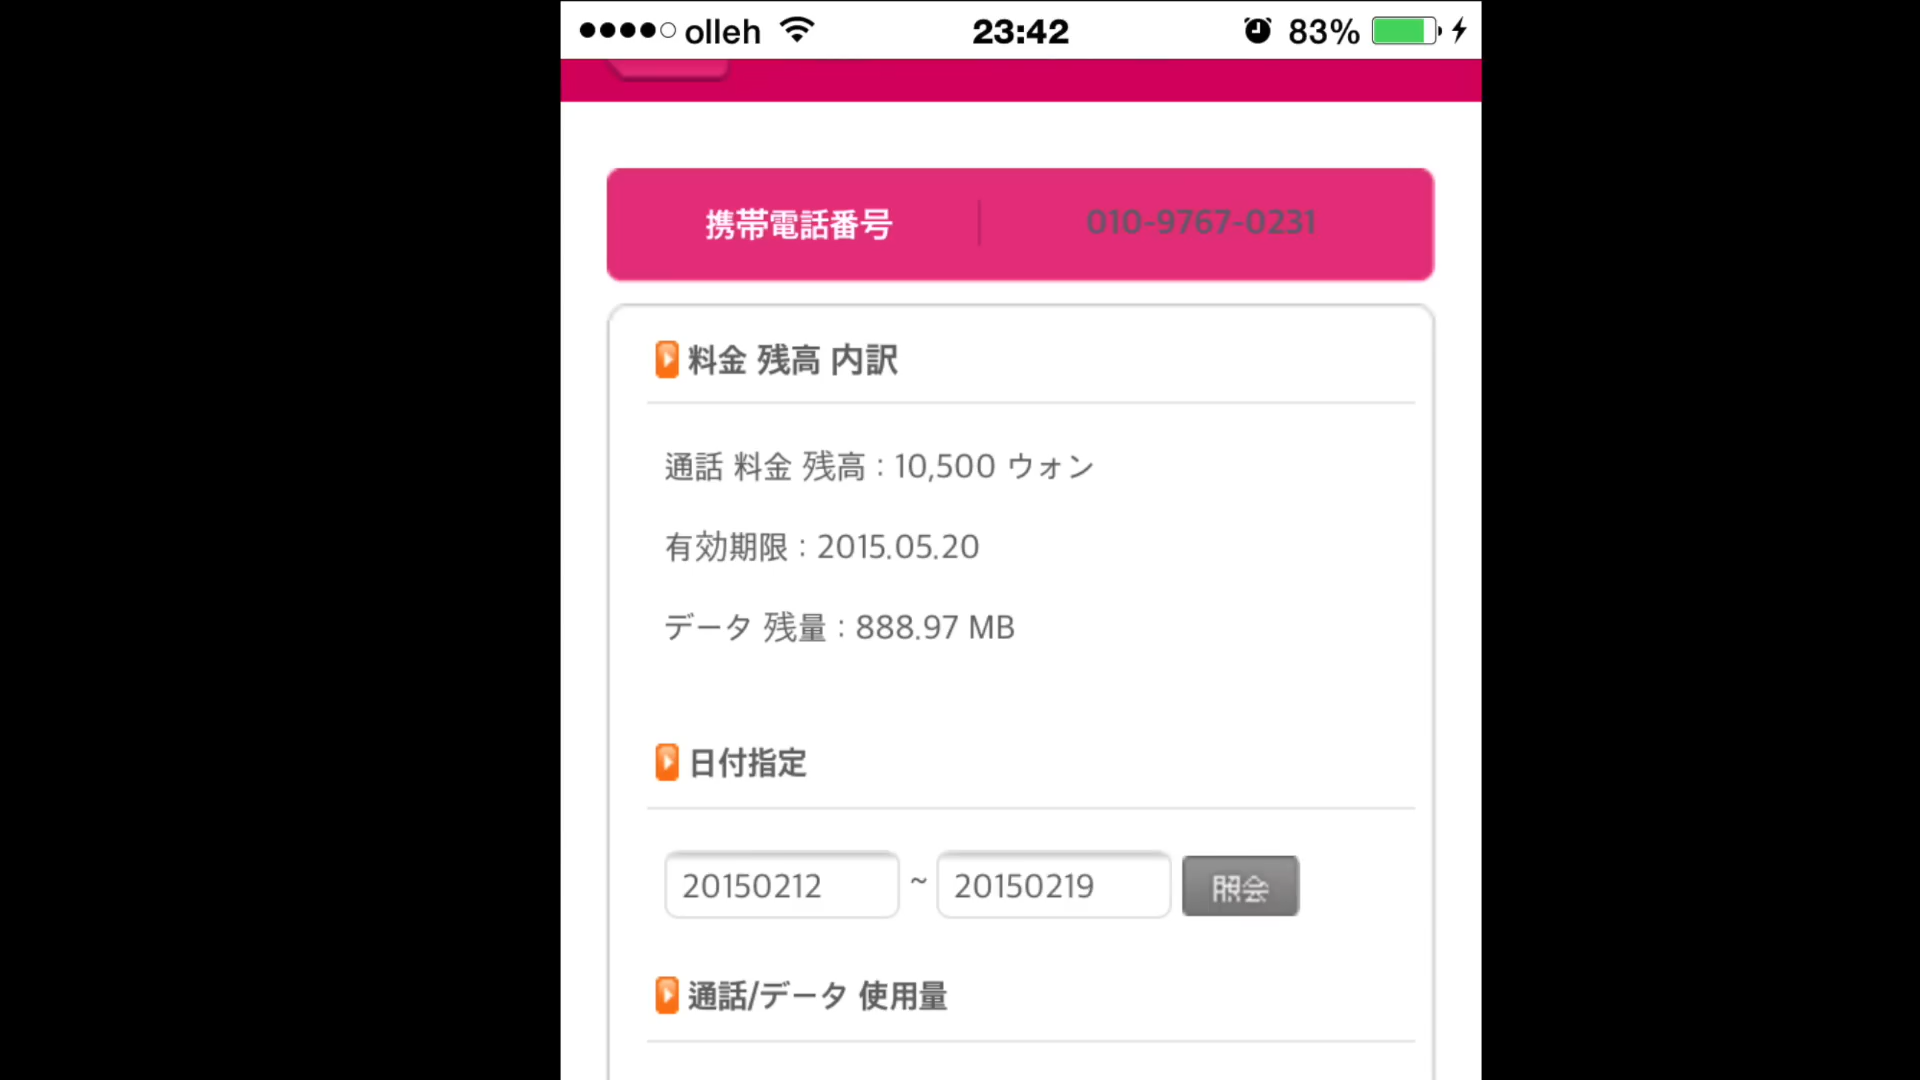 olleh 23:42 83%
携帯電話番号 010-9767-0231
料金 残高 内訳
通話 料金 残高 : 10,500 ウォン
有効期限 : 2015.05.20
データ 残量 : 888.97 MB
日付指定
20150212 ~ 20150219 照会
通話/データ 使用量